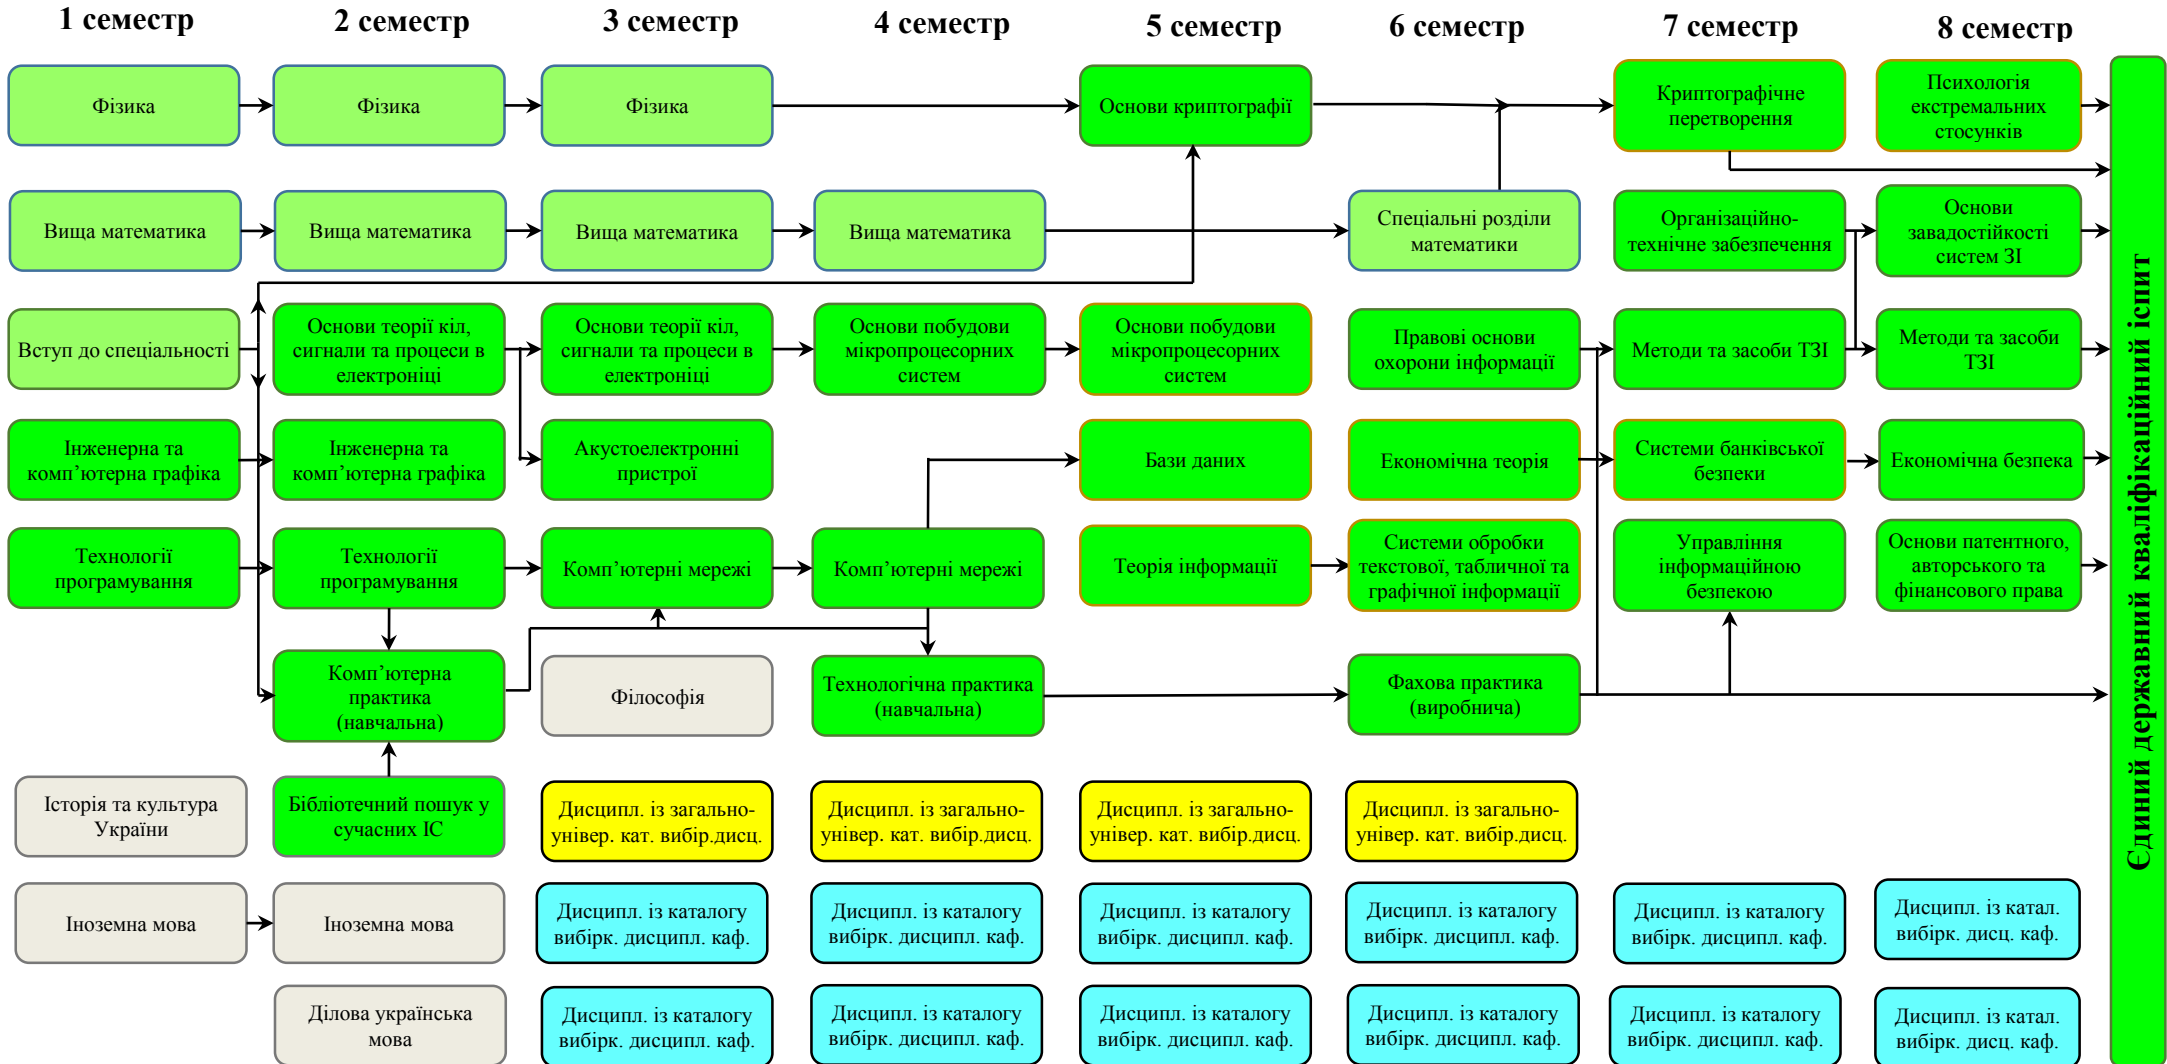 1 семестр
2 семестр
3 семестр
4 семестр
5 семестр
6 семестр
7 семестр
8 семестр
Фізика
Фізика
Фізика
Основи криптографії
Криптографічне
перетворення
Психологія
екстремальних
стосунків
Вища математика
Вища математика
Вища математика
Вища математика
Спеціальні розділи
математики
Організаційно-
технічне забезпечення
Основи
завадостійкості
систем ЗІ
Вступ до спеціальності
Основи теорії кіл,
сигнали та процеси в
електроніці
Основи теорії кіл,
сигнали та процеси в
електроніці
Основи побудови
мікропроцесорних
систем
Основи побудови
мікропроцесорних
систем
Правові основи
охорони інформації
Методи та засоби ТЗІ
Методи та засоби
ТЗІ
Інженерна та
комп’ютерна графіка
Інженерна та
комп’ютерна графіка
Акустоелектронні
пристрої
Бази даних
Економічна теорія
Системи банківської
безпеки
Економічна безпека
Технології
програмування
Технології
програмування
Комп’ютерні мережі
Комп’ютерні мережі
Теорія інформації
Системи обробки
текстової, табличної та
графічної інформації
Управління
інформаційною
безпекою
Основи патентного,
авторського та
фінансового права
Комп’ютерна
практика
(навчальна)
Філософія
Технологічна практика
(навчальна)
Фахова практика
(виробнича)
Історія та культура
України
Бібліотечний пошук у
сучасних ІС
Дисципл. із загально-
універ. кат. вибір.дисц.
Дисципл. із загально-
універ. кат. вибір.дисц.
Дисципл. із загально-
універ. кат. вибір.дисц.
Дисципл. із загально-
універ. кат. вибір.дисц.
Іноземна мова
Іноземна мова
Дисципл. із каталогу
вибірк. дисципл. каф.
Дисципл. із каталогу
вибірк. дисципл. каф.
Дисципл. із каталогу
вибірк. дисципл. каф.
Дисципл. із каталогу
вибірк. дисципл. каф.
Дисципл. із каталогу
вибірк. дисципл. каф.
Дисципл. із катал.
вибірк. дисц. каф.
Ділова українська
мова
Дисципл. із каталогу
вибірк. дисципл. каф.
Дисципл. із каталогу
вибірк. дисципл. каф.
Дисципл. із каталогу
вибірк. дисципл. каф.
Дисципл. із каталогу
вибірк. дисципл. каф.
Дисципл. із каталогу
вибірк. дисципл. каф.
Дисципл. із катал.
вибірк. дисц. каф.
Єдиний державний кваліфікаційний іспит